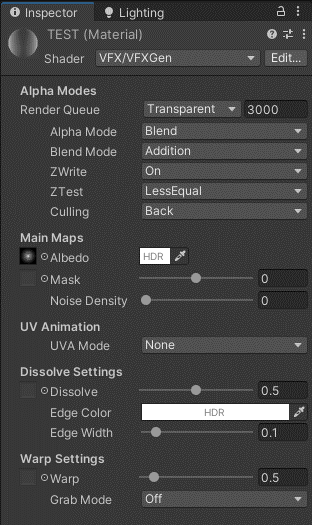 Inspector Lighting
TEST (Material)
Shader VFX/VFXGen Edit...
Alpha Modes
Render Queue Transparent 3000
Alpha Mode Blend
Blend Mode Addition
ZWrite On
ZTest LessEqual
Culling Back
Main Maps
Albedo HDR
Mask 0
Noise Density 0
UV Animation
UVA Mode None
Dissolve Settings
Dissolve 0.5
Edge Color HDR
Edge Width 0.1
Warp Settings
Warp 0.5
Grab Mode Off